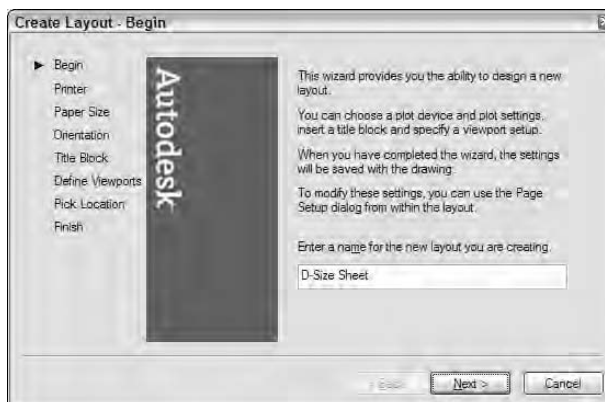 Create Layout - Begin
Begin
Printer
Paper Size
Orientation
Title Block
Define Viewports
Pick Location
Finish
Autodesk
This wizard provides you the ability to design a new
layout.
You can choose a plot device and plot settings,
insert a title block and specify a viewport setup.
When you have completed the wizard, the settings
will be saved with the drawing.
To modify these settings, you can use the Page
Setup dialog from within the layout.
Enter a name for the new layout you are creating.
D-Size Sheet
< Back
Next >
Cancel